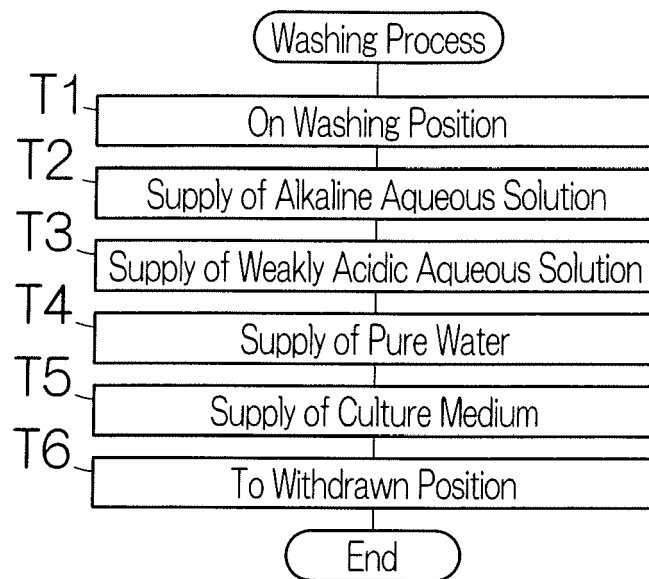 Washing Process
T1
On Washing Position
T2
Supply of Alkaline Aqueous Solution
T3
Supply of Weakly Acidic Aqueous Solution
T4
Supply of Pure Water
T5
Supply of Culture Medium
T6
To Withdrawn Position
End